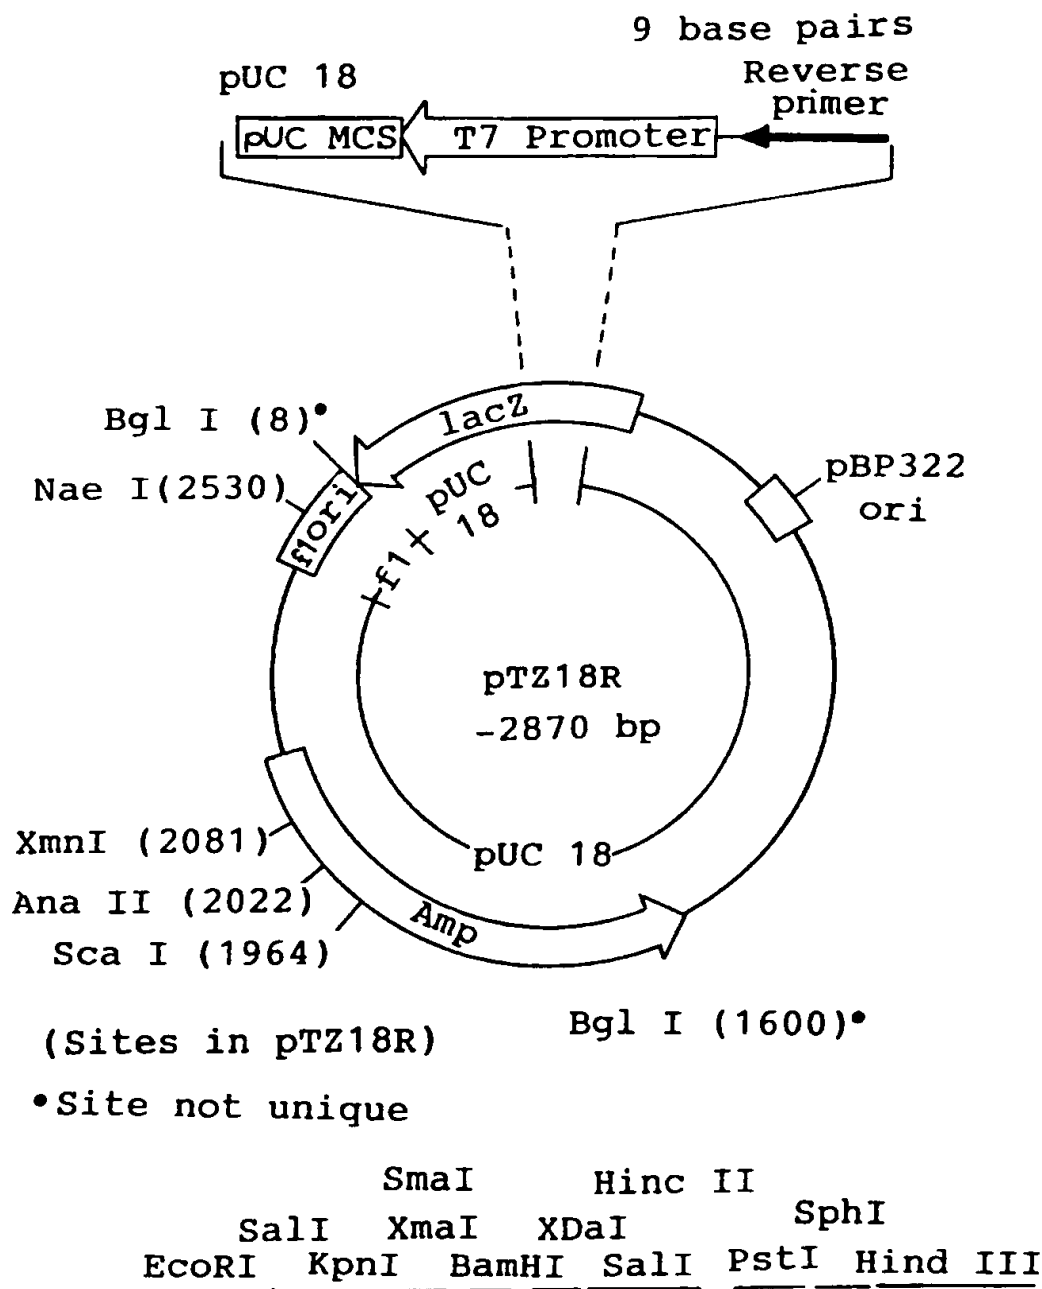 9 base pairs
pUC 18
Reverse
primer
pUC MCS
T7 Promoter
lacZ
Bgl I (8)•
Nae I(2530)
f1ori
pUC
18
f1
pBP322
ori
pTZ18R
-2870 bp
pUC 18
XmnI (2081)
Ana II (2022)
Sca I (1964)
Amp
Bgl I (1600)•
(Sites in pTZ18R)
•Site not unique
SmaI Hinc II
SalI XmaI XDaI SphI
EcoRI KpnI BamHI SalI PstI Hind III